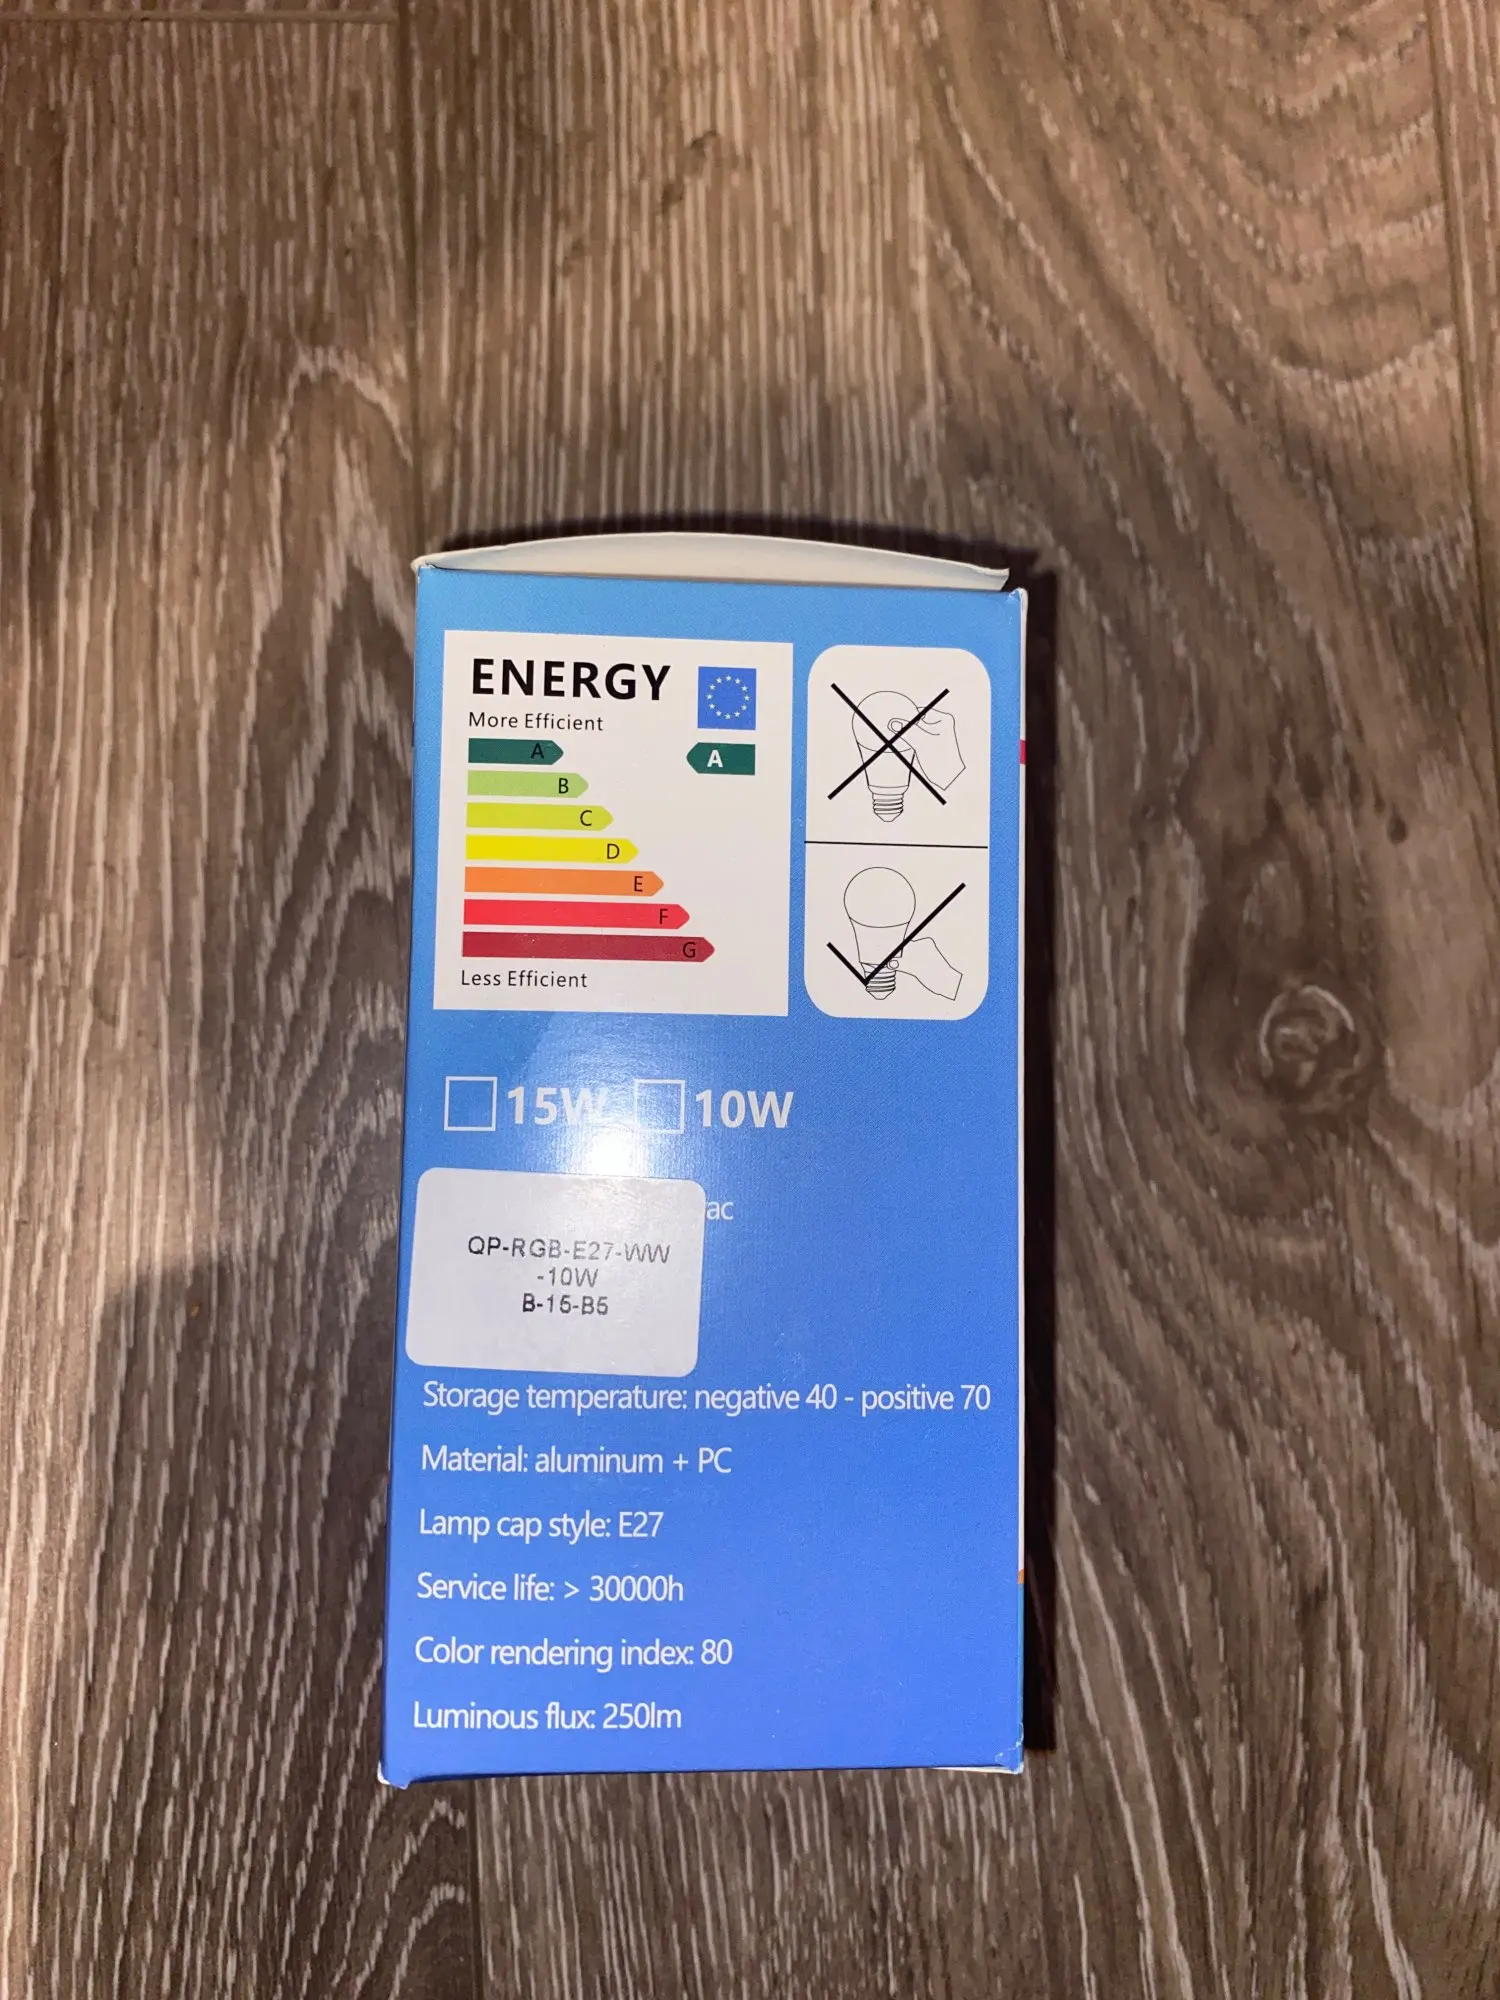 ENERGY
More Efficient
A
A
B
C
D
E
F
G
Less Efficient
15W 10W
ac
QP-RGB-E27-WW
-10W
B-15-B5
Storage temperature: negative 40 - positive 70
Material: aluminum + PC
Lamp cap style: E27
Service life: > 30000h
Color rendering index: 80
Luminous flux: 250lm